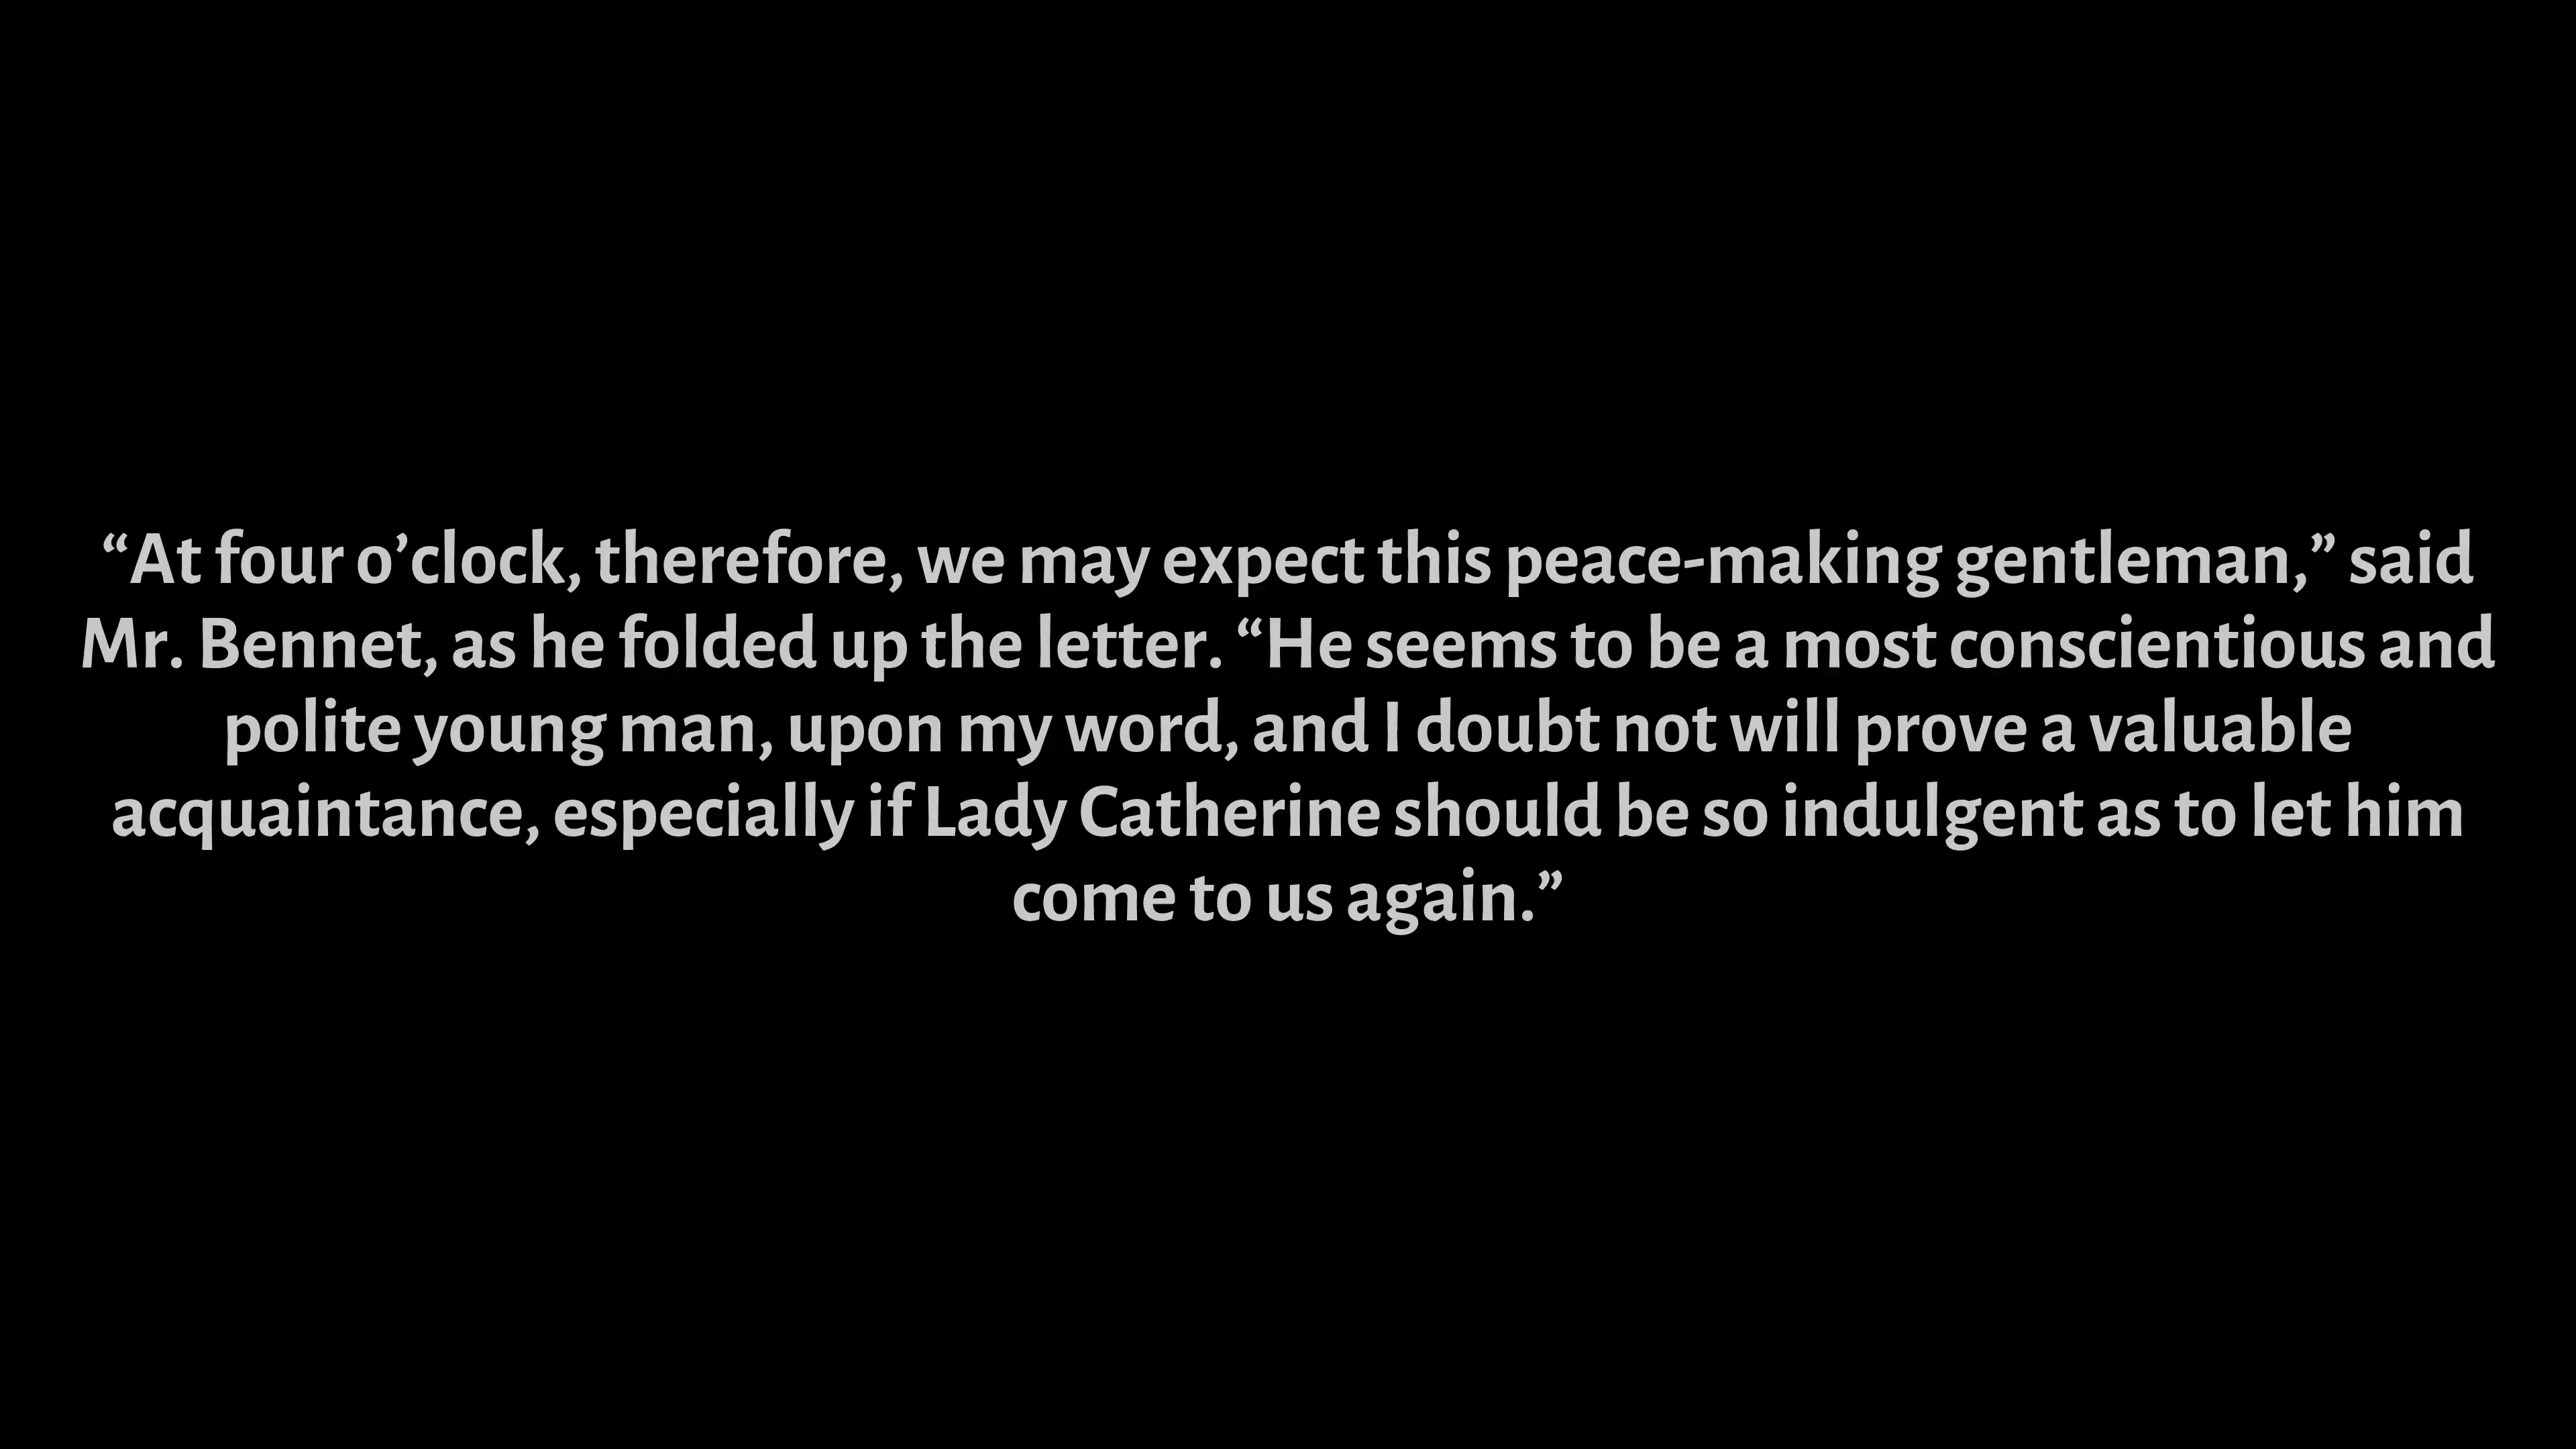 “At four o’clock, therefore, we may expect this peace-making gentleman,” said
Mr. Bennet, as he folded up the letter. “He seems to be a most conscientious and
polite young man, upon my word, and I doubt not will prove a valuable
acquaintance, especially if Lady Catherine should be so indulgent as to let him
come to us again.”